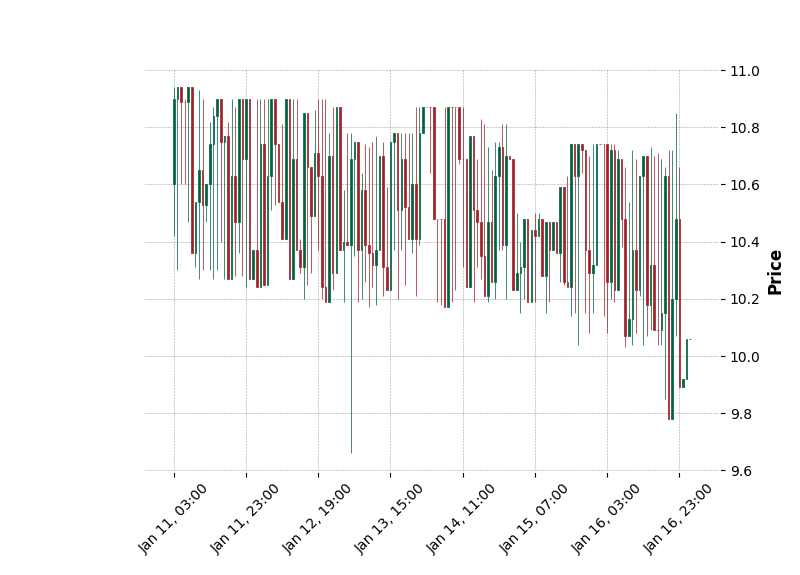 11.0
10.8
10.6
10.4
10.2
10.0
9.8
9.6
Price
Jan 11, 03:00
Jan 11, 23:00
Jan 12, 19:00
Jan 13, 15:00
Jan 14, 11:00
Jan 15, 07:00
Jan 16, 03:00
Jan 16, 23:00